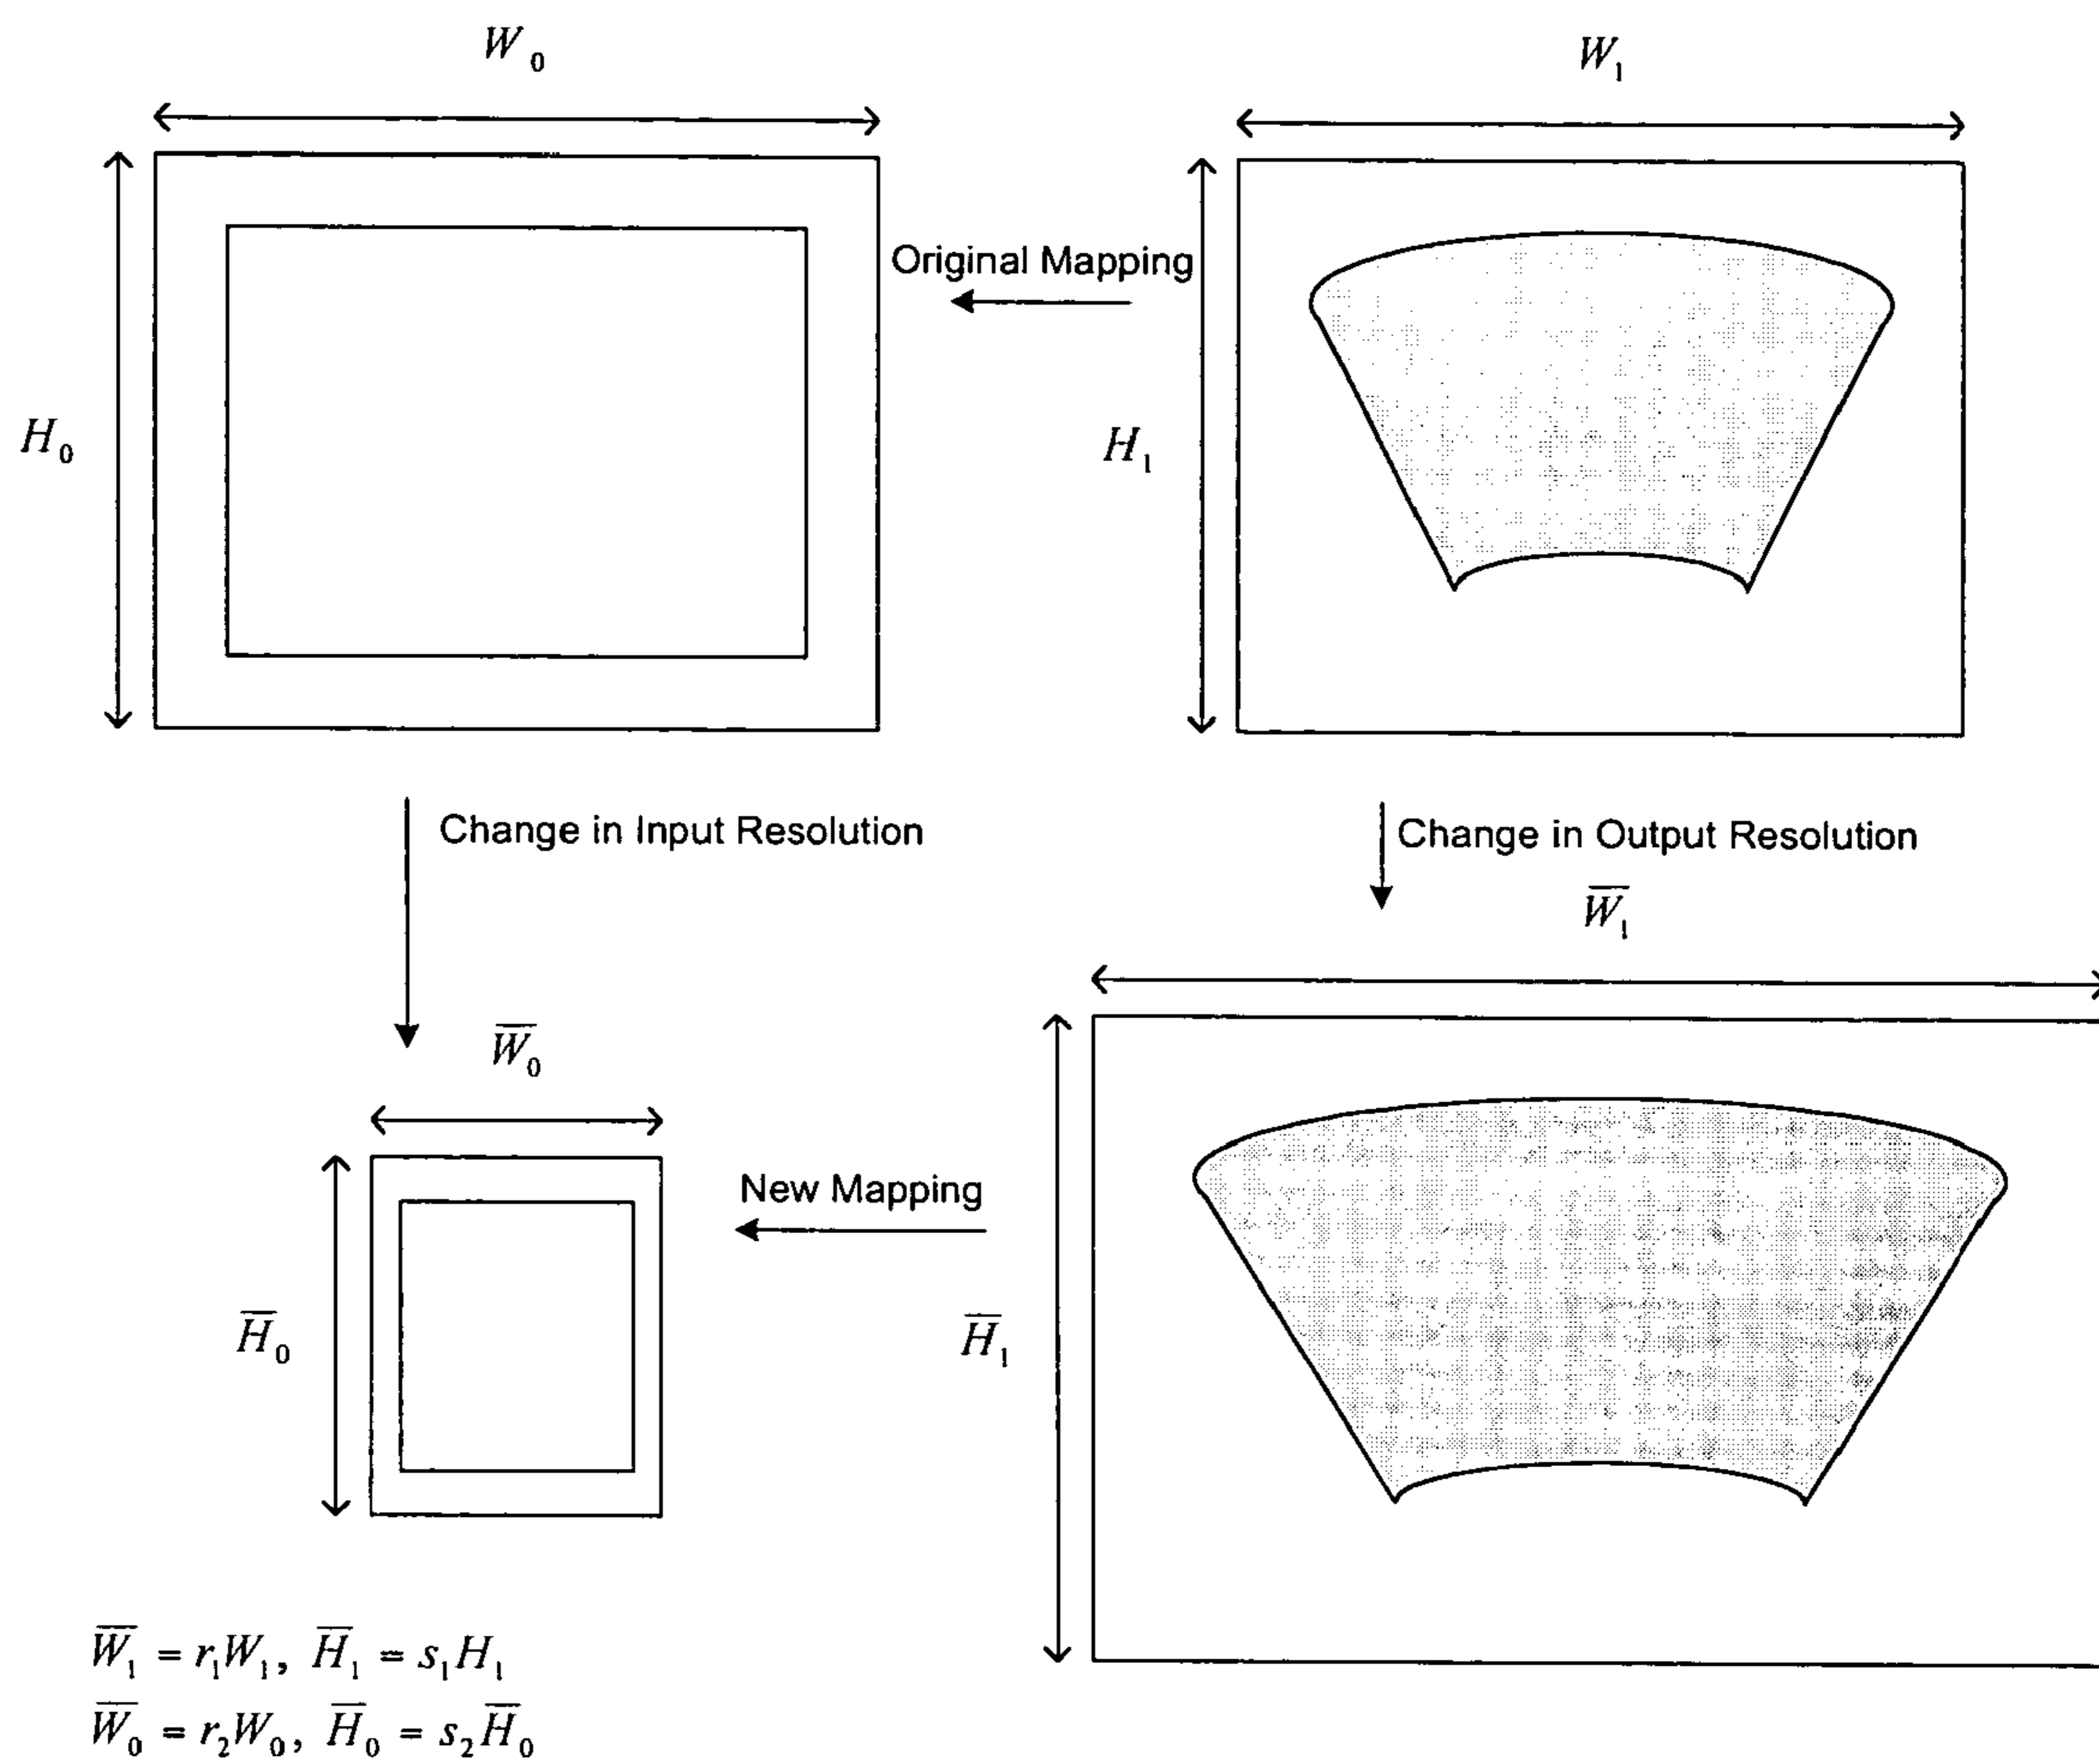 W₀
W₁
Original Mapping
H₀
H₁
Change in Input Resolution
Change in Output Resolution
W̅₁
W̅₀
New Mapping
H̅₀
H̅₁
W̅₁ = r₁W₁, H̅₁ = s₁H₁
W̅₀ = r₂W₀, H̅₀ = s₂H̅₀